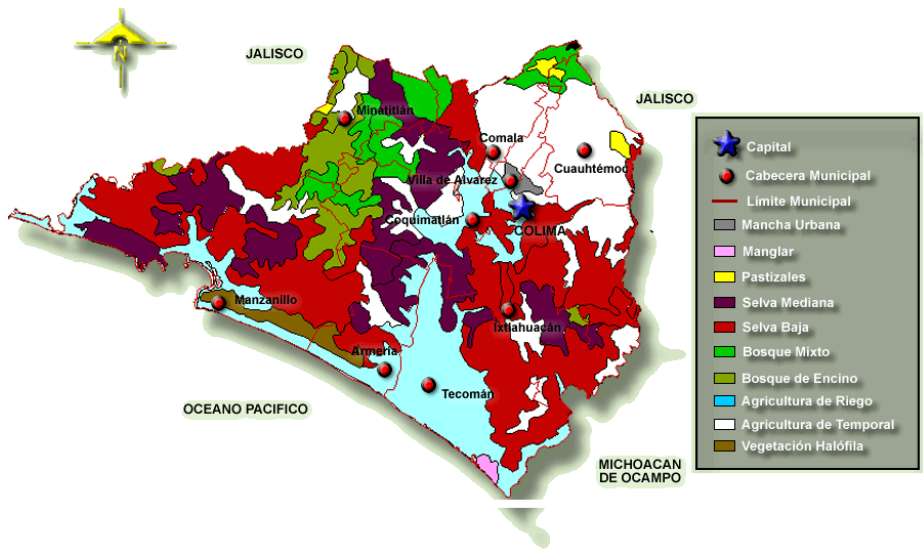 N
JALISCO
JALISCO
Minatitlán
Comala
Cuauhtémoc
Villa de Alvarez
Coquimatlán
COLIMA
Manzanillo
Ixtlahuacán
Armería
Tecomán
OCEANO PACIFICO
MICHOACAN
DE OCAMPO
Capital
Cabecera Municipal
Límite Municipal
Mancha Urbana
Manglar
Pastizales
Selva Mediana
Selva Baja
Bosque Mixto
Bosque de Encino
Agricultura de Riego
Agricultura de Temporal
Vegetación Halófila